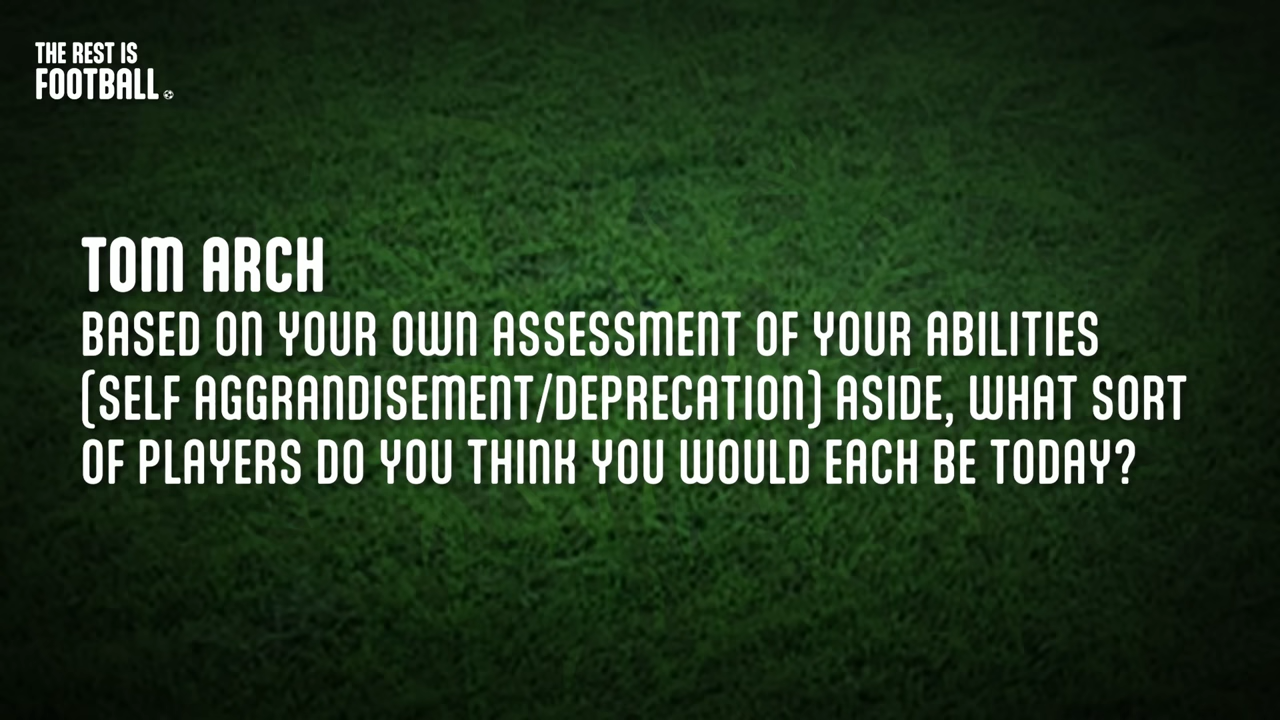 THE REST IS
FOOTBALL
TOM ARCH
BASED ON YOUR OWN ASSESSMENT OF YOUR ABILITIES
(SELF AGGRANDISEMENT/DEPRECATION) ASIDE, WHAT SORT
OF PLAYERS DO YOU THINK YOU WOULD EACH BE TODAY?